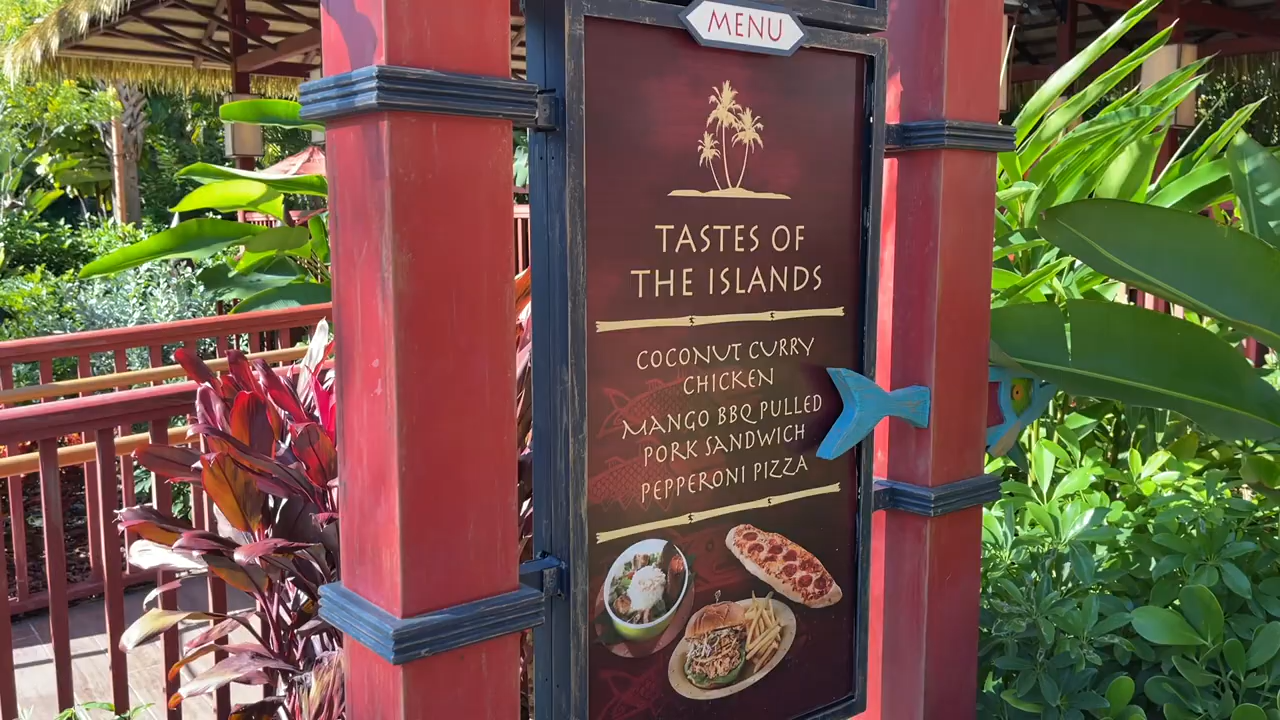 MENU
TASTES OF
THE ISLANDS
COCONUT CURRY
CHICKEN
MANGO BBQ PULLED
PORK SANDWICH
PEPPERONI PIZZA